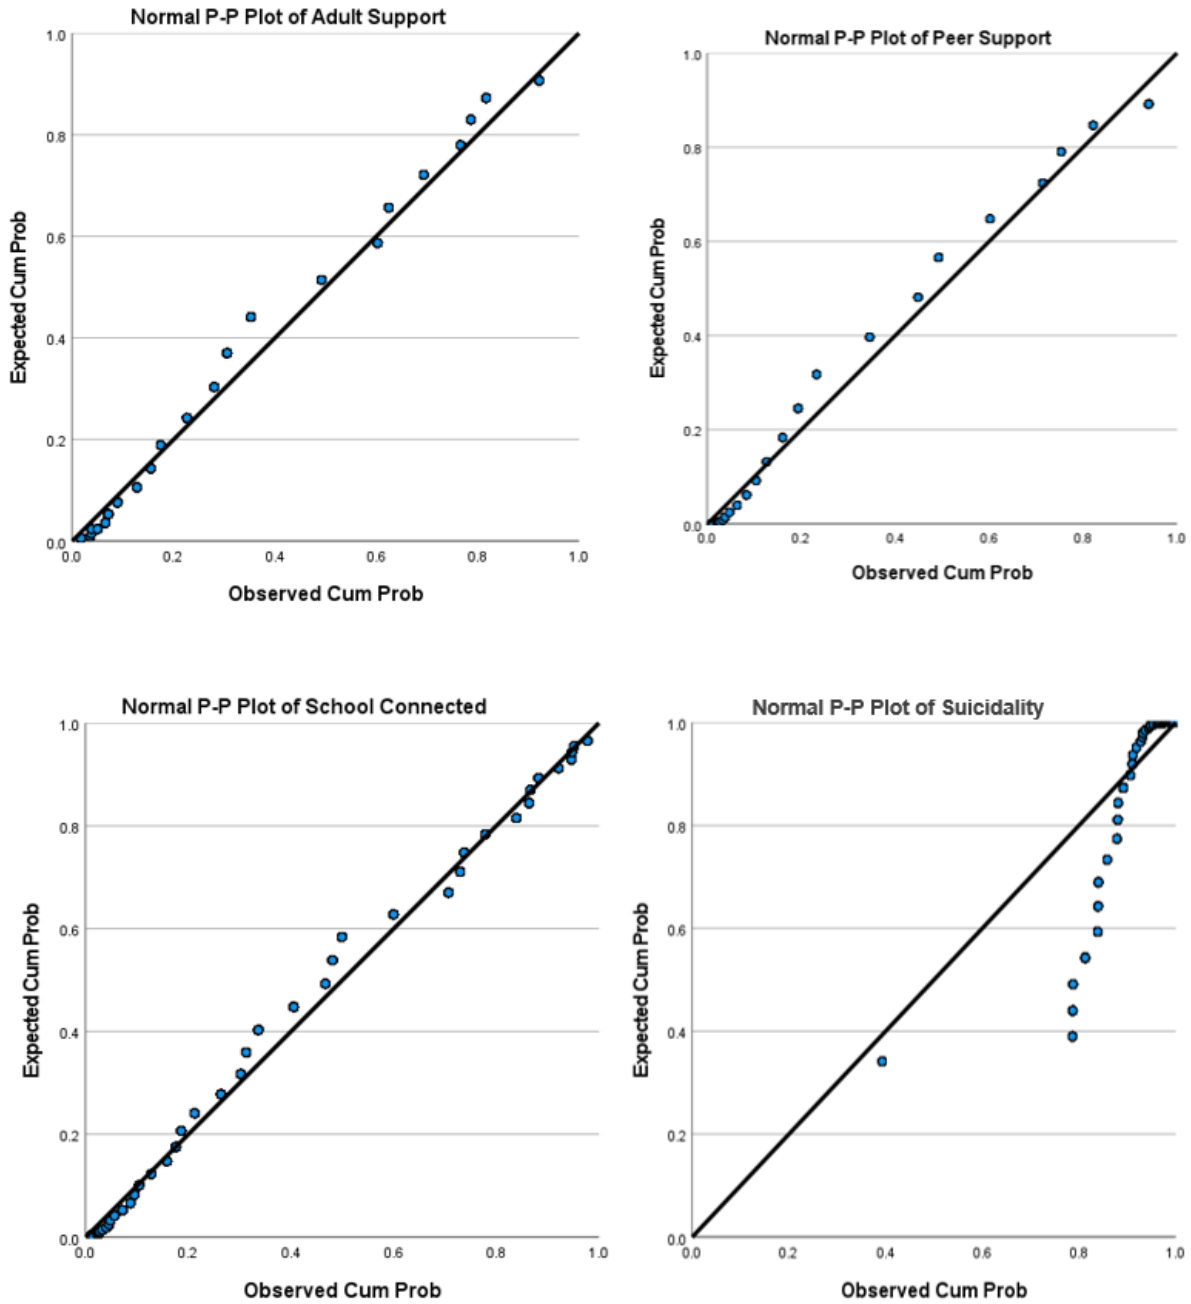 Normal P-P Plot of Adult Support
1.0
0.8
0.6
0.4
0.2
0.0
Expected Cum Prob
0.0 0.2 0.4 0.6 0.8 1.0
Observed Cum Prob
Normal P-P Plot of Peer Support
1.0
0.8
0.6
0.4
0.2
0.0
Expected Cum Prob
0.0 0.2 0.4 0.6 0.8 1.0
Observed Cum Prob
Normal P-P Plot of School Connected
1.0
0.8
0.6
0.4
0.2
0.0
Expected Cum Prob
0.0 0.2 0.4 0.6 0.8 1.0
Observed Cum Prob
Normal P-P Plot of Suicidality
1.0
0.8
0.6
0.4
0.2
0.0
Expected Cum Prob
0.0 0.2 0.4 0.6 0.8 1.0
Observed Cum Prob